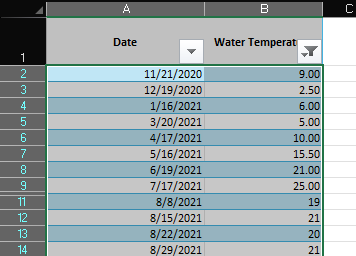 A B C
1 Date Water Temperat
2 11/21/2020 9.00
3 12/19/2020 2.50
4 1/16/2021 6.00
5 3/20/2021 5.00
6 4/17/2021 10.00
7 5/16/2021 15.50
8 6/19/2021 21.00
9 7/17/2021 25.00
11 8/8/2021 19
12 8/15/2021 21
13 8/22/2021 20
14 8/29/2021 21